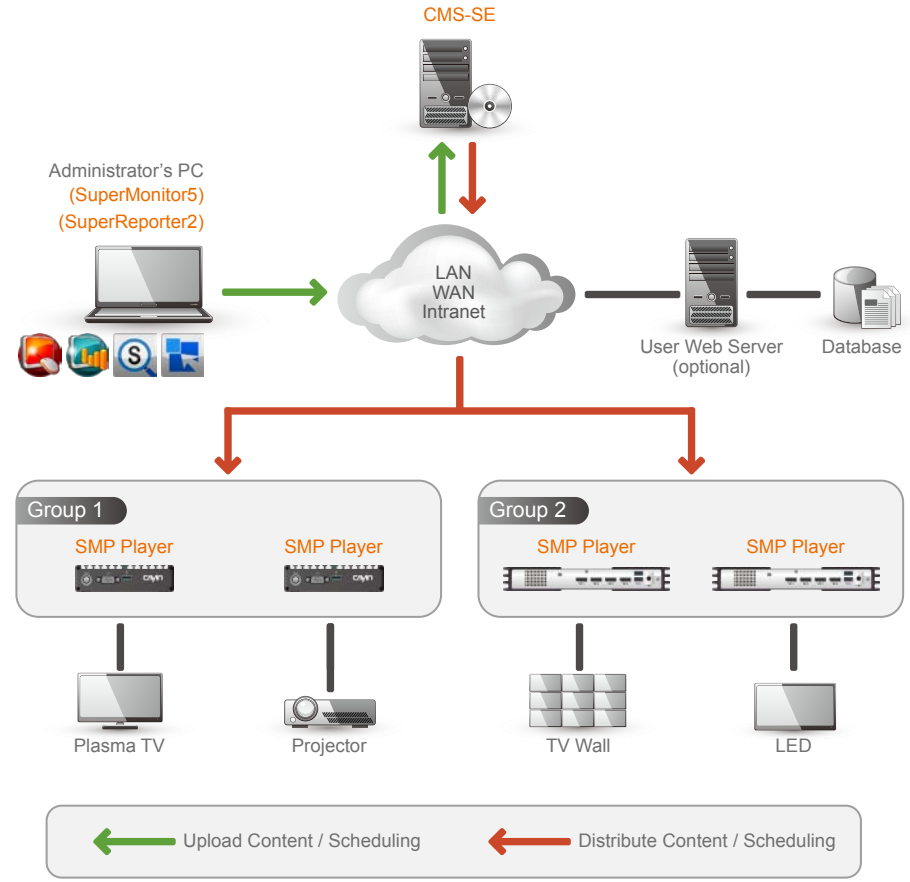 CMS-SE
Administrator's PC
(SuperMonitor5)
(SuperReporter2)
LAN
WAN
Intranet
S
User Web Server
(optional)
Database
Group 1
SMP Player
SMP Player
CAYIN
CAYIN
Group 2
SMP Player
SMP Player
Plasma TV
Projector
TV Wall
LED
Upload Content / Scheduling
Distribute Content / Scheduling